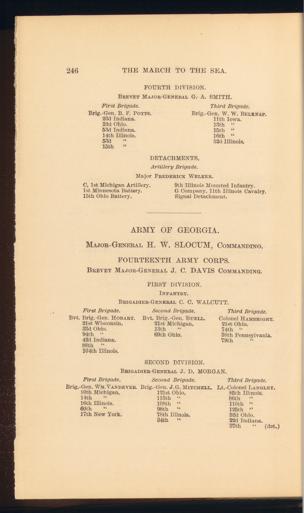 246 THE MARCH TO THE SEA.
FOURTH DIVISION.
BREVET MAJOR-GENERAL G. A. SMITH.
First Brigade. Third Brigade.
Brig.-Gen. B. F. POTTS. Brig.-Gen. W. W. BELKNAP.
23d Indiana. 11th Iowa.
32d Ohio. 13th "
53d Indiana. 15th "
14th Illinois. 16th "
53d " 32d Illinois.
15th "
DETACHMENTS,
Artillery Brigade.
Major FREDERICK WELKER.
C, 1st Michigan Artillery. 9th Illinois Mounted Infantry.
1st Minnesota Battery. G Company, 11th Illinois Cavalry.
15th Ohio Battery. Signal Detachment.
ARMY OF GEORGIA.
MAJOR-GENERAL H. W. SLOCUM, COMMANDING.
FOURTEENTH ARMY CORPS.
BREVET MAJOR-GENERAL J. C. DAVIS COMMANDING.
FIRST DIVISION.
INFANTRY.
BRIGADIER-GENERAL C. C. WALCUTT.
First Brigade. Second Brigade. Third Brigade.
Bvt. Brig.-Gen. HOBART. Bvt. Brig.-Gen. BUELL. Colonel HAMBRIGHT.
21st Wisconsin. 21st Michigan. 21st Ohio.
33d Ohio. 13th " 74th "
94th " 69th Ohio. 78th Pennsylvania.
42d Indiana. 79th "
88th "
104th Illinois.
SECOND DIVISION.
BRIGADIER-GENERAL J. D. MORGAN.
First Brigade. Second Brigade. Third Brigade.
Brig.-Gen. WM. VANDEVER. Brig.-Gen. J.G. MITCHELL. Lt.-Colonel LANGLEY.
10th Michigan. 121st Ohio. 85th Illinois.
14th " 113th " 86th "
16th Illinois. 108th " 110th "
60th " 98th " 125th "
17th New York. 78th Illinois. 52d Ohio.
34th " 22d Indiana.
37th " (det.)